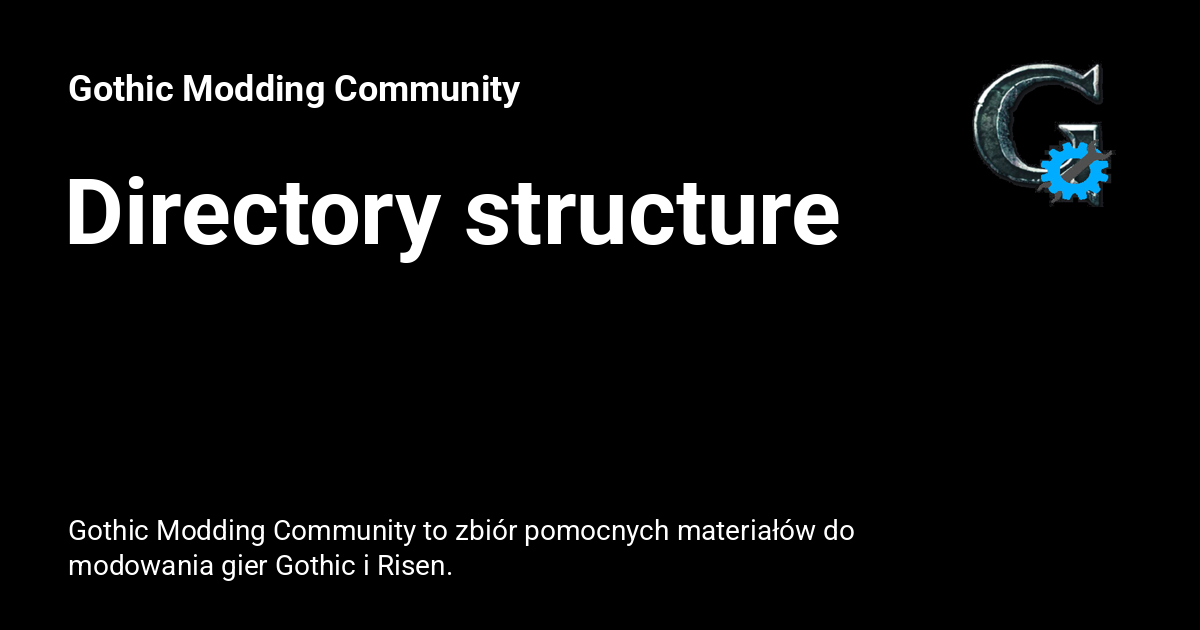 Gothic Modding Community
Directory structure
Gothic Modding Community to zbiór pomocnych materiałów do
modowania gier Gothic i Risen.